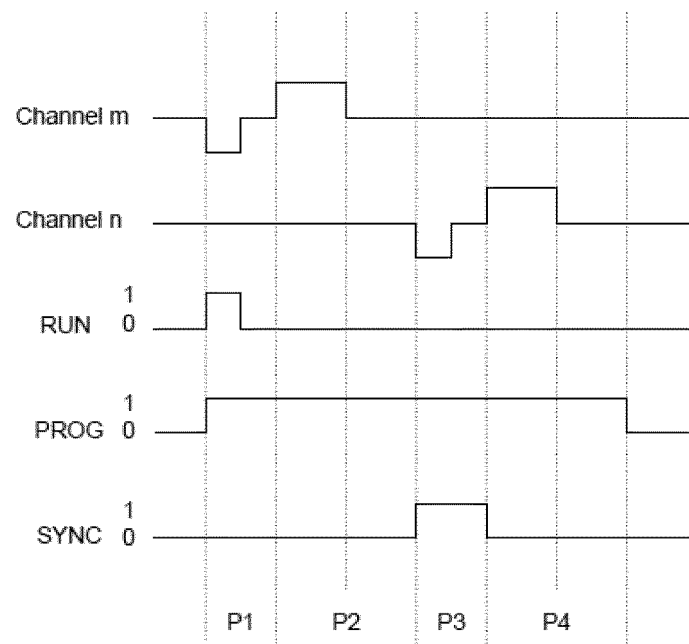 Channel m
Channel n
1
RUN 0
1
PROG 0
1
SYNC 0
P1 P2 P3 P4